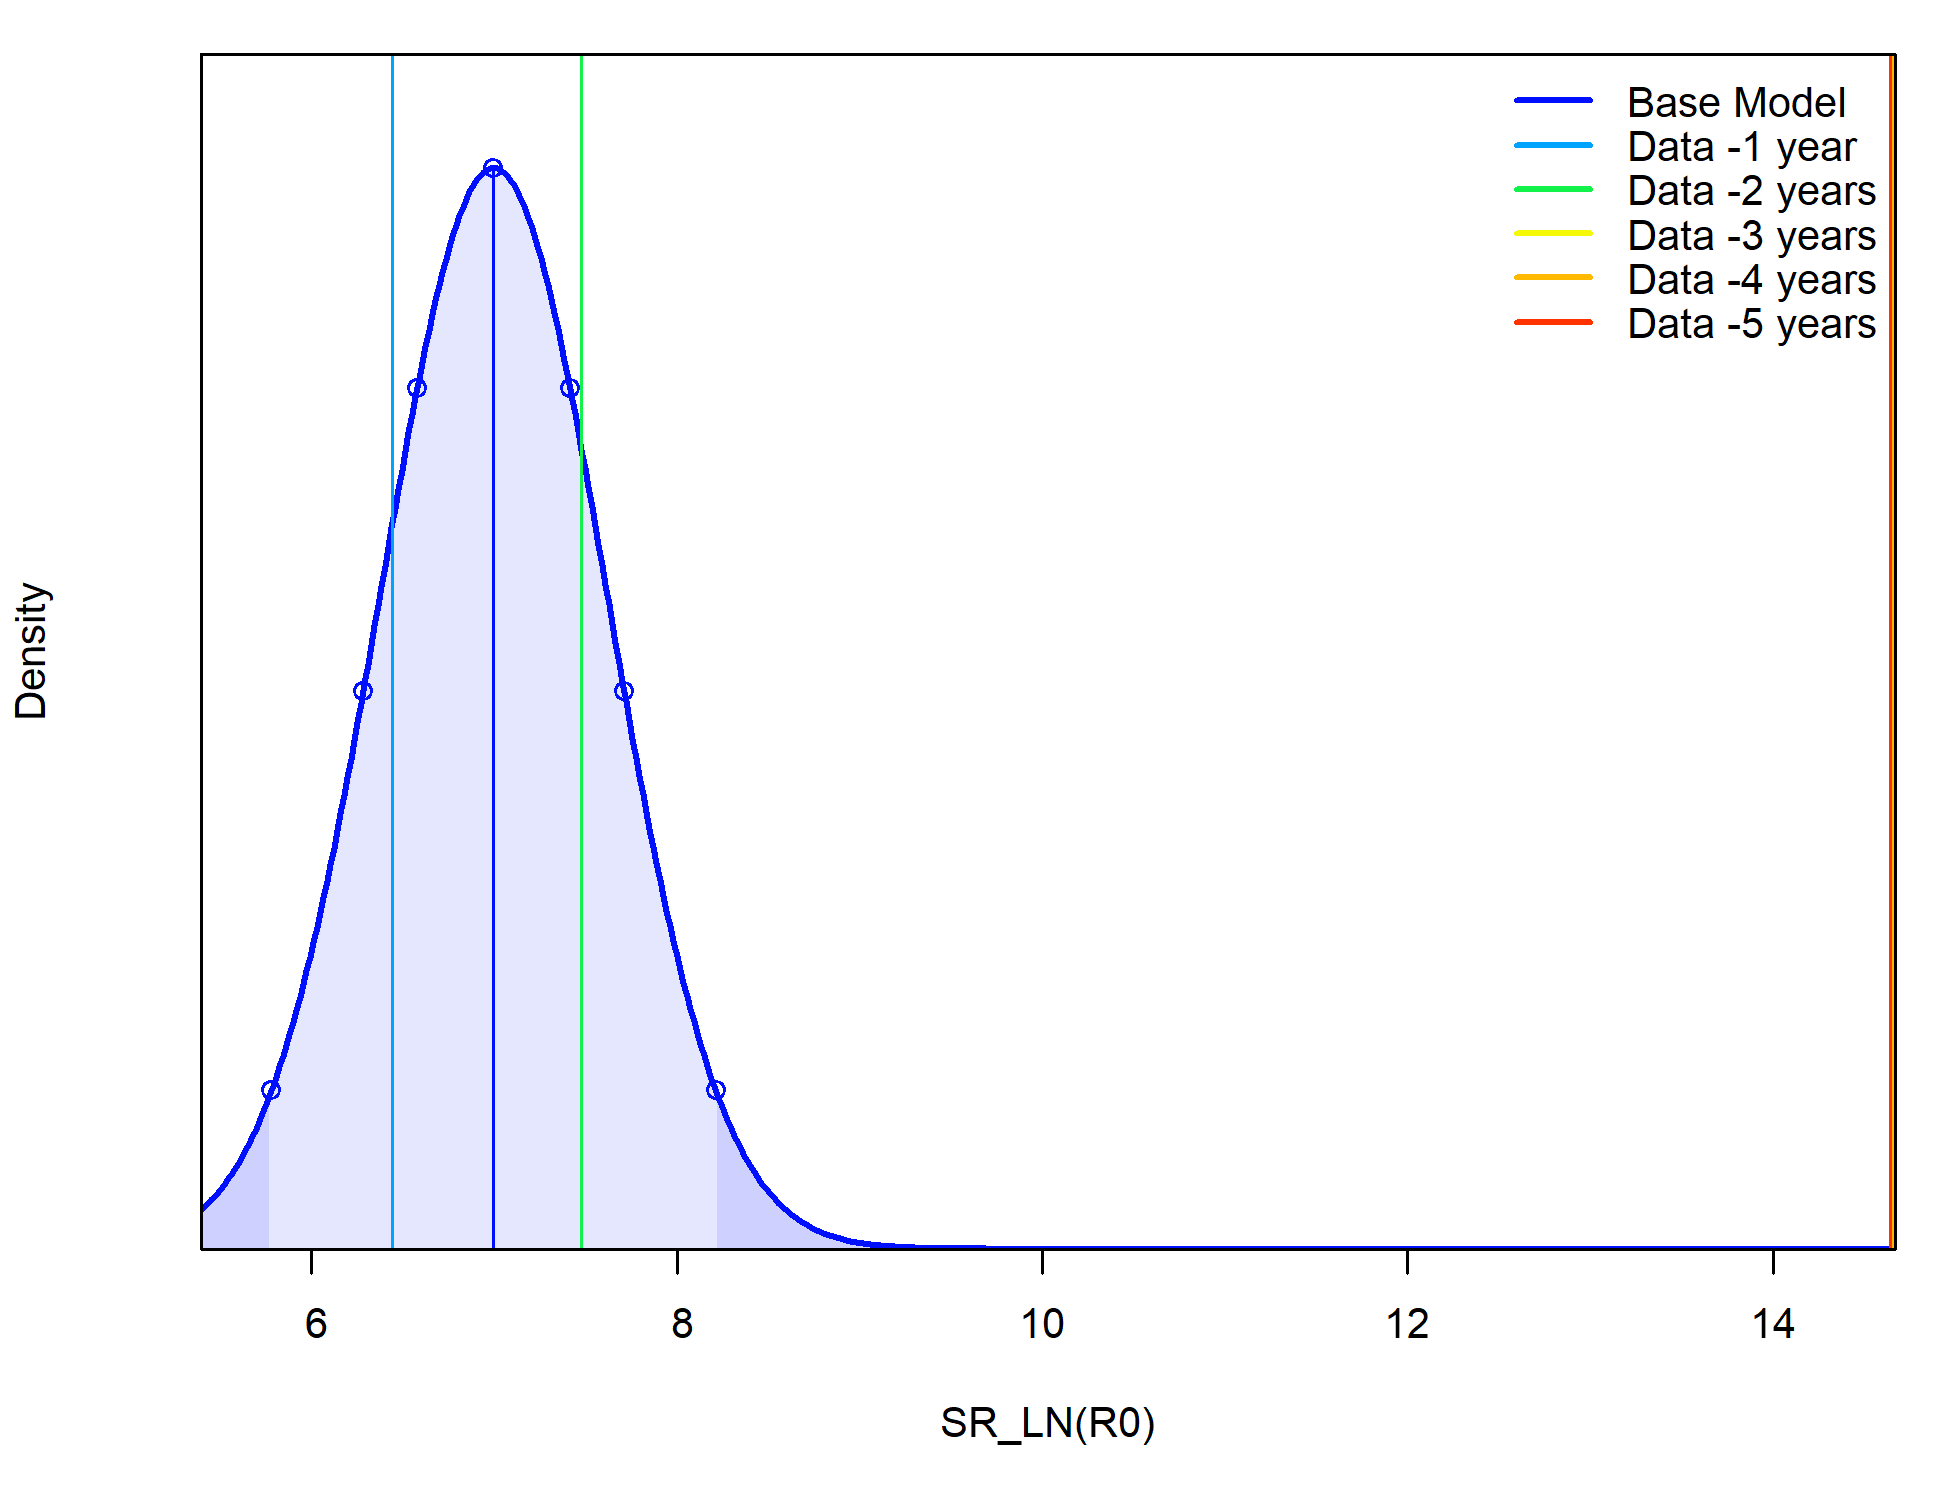 Base Model
Data -1 year
Data -2 years
Data -3 years
Data -4 years
Data -5 years
Density
6 8 10 12 14
SR_LN(R0)